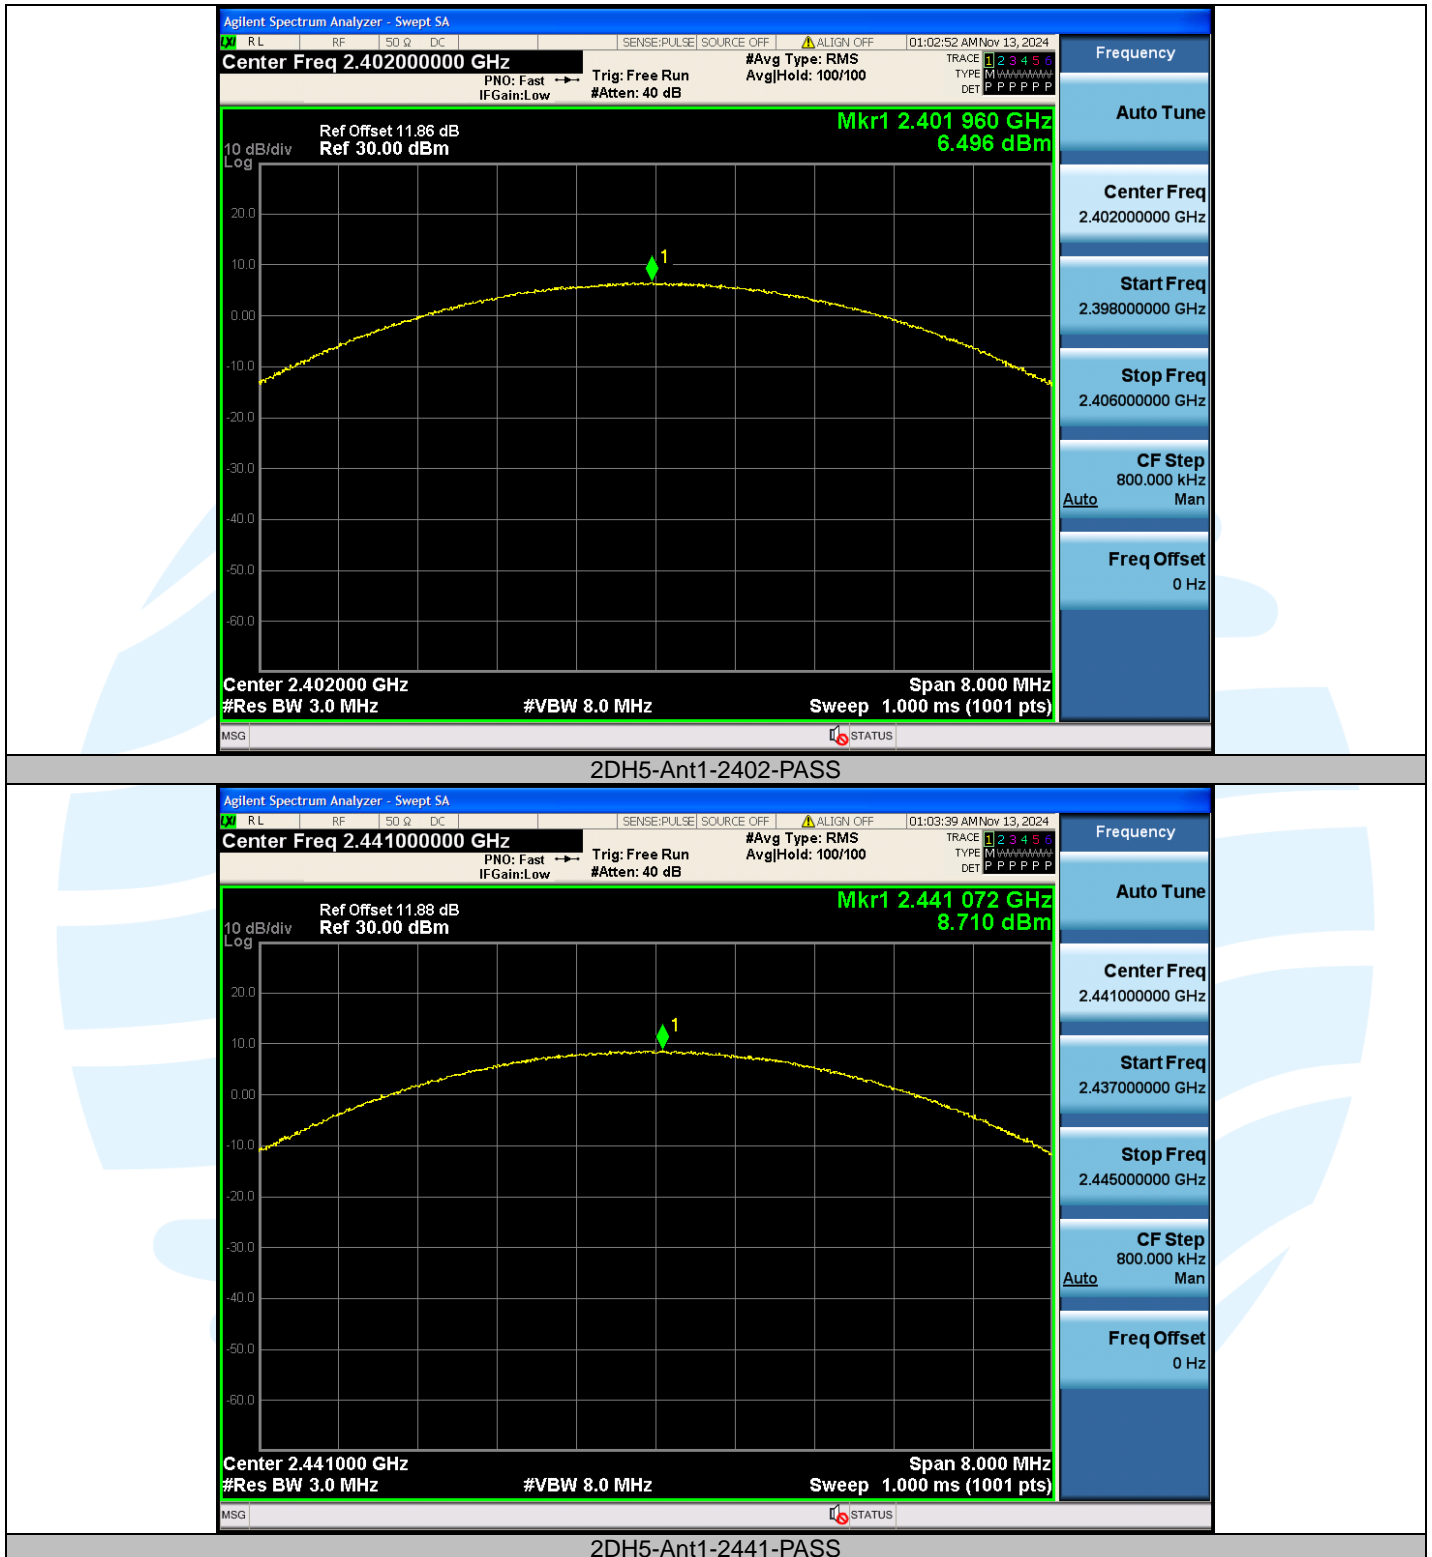 Agilent Spectrum Analyzer - Swept SA
LXI RL RF 50 Ω DC SENSE:PULSE SOURCE OFF ALIGN OFF 01:02:52 AM Nov 13, 2024
Center Freq 2.402000000 GHz
#Avg Type: RMS
TRACE 1 2 3 4 5 6
PNO: Fast Trig: Free Run Avg|Hold: 100/100
TYPE M
IFGain:Low #Atten: 40 dB
DET P P P P P P
Frequency
Auto Tune
Mkr1 2.401 960 GHz
6.496 dBm
Ref Offset 11.86 dB
10 dB/div Ref 30.00 dBm
Log
20.0
10.0
0.00
-10.0
-20.0
-30.0
-40.0
-50.0
-60.0
1
Center Freq
2.402000000 GHz
Start Freq
2.398000000 GHz
Stop Freq
2.406000000 GHz
CF Step
800.000 kHz
Auto Man
Freq Offset
0 Hz
Center 2.402000 GHz Span 8.000 MHz
#Res BW 3.0 MHz #VBW 8.0 MHz Sweep 1.000 ms (1001 pts)
MSG STATUS
2DH5-Ant1-2402-PASS
Agilent Spectrum Analyzer - Swept SA
LXI RL RF 50 Ω DC SENSE:PULSE SOURCE OFF ALIGN OFF 01:03:39 AM Nov 13, 2024
Center Freq 2.441000000 GHz
#Avg Type: RMS
TRACE 1 2 3 4 5 6
PNO: Fast Trig: Free Run Avg|Hold: 100/100
TYPE M
IFGain:Low #Atten: 40 dB
DET P P P P P P
Frequency
Auto Tune
Mkr1 2.441 072 GHz
8.710 dBm
Ref Offset 11.88 dB
10 dB/div Ref 30.00 dBm
Log
20.0
10.0
0.00
-10.0
-20.0
-30.0
-40.0
-50.0
-60.0
1
Center Freq
2.441000000 GHz
Start Freq
2.437000000 GHz
Stop Freq
2.445000000 GHz
CF Step
800.000 kHz
Auto Man
Freq Offset
0 Hz
Center 2.441000 GHz Span 8.000 MHz
#Res BW 3.0 MHz #VBW 8.0 MHz Sweep 1.000 ms (1001 pts)
MSG STATUS
2DH5-Ant1-2441-PASS